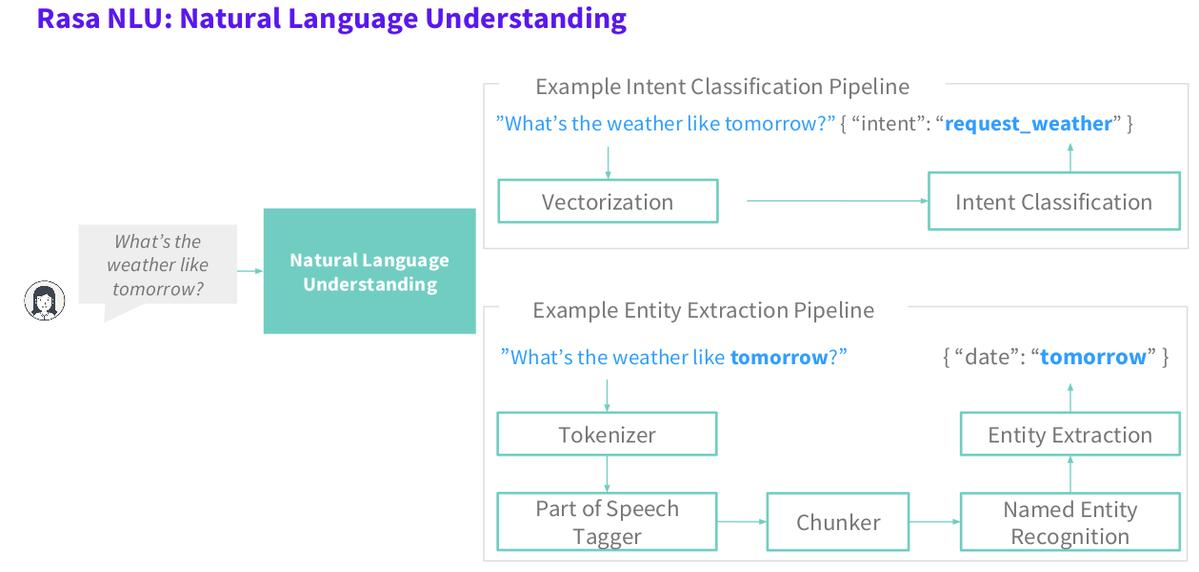 Rasa NLU: Natural Language Understanding
What’s the
weather like
tomorrow?
Natural Language
Understanding
Example Intent Classification Pipeline
”What’s the weather like tomorrow?” { “intent”: “request_weather” }
Vectorization
Intent Classification
Example Entity Extraction Pipeline
”What’s the weather like tomorrow?”
{ “date”: “tomorrow” }
Tokenizer
Entity Extraction
Part of Speech
Tagger
Chunker
Named Entity
Recognition